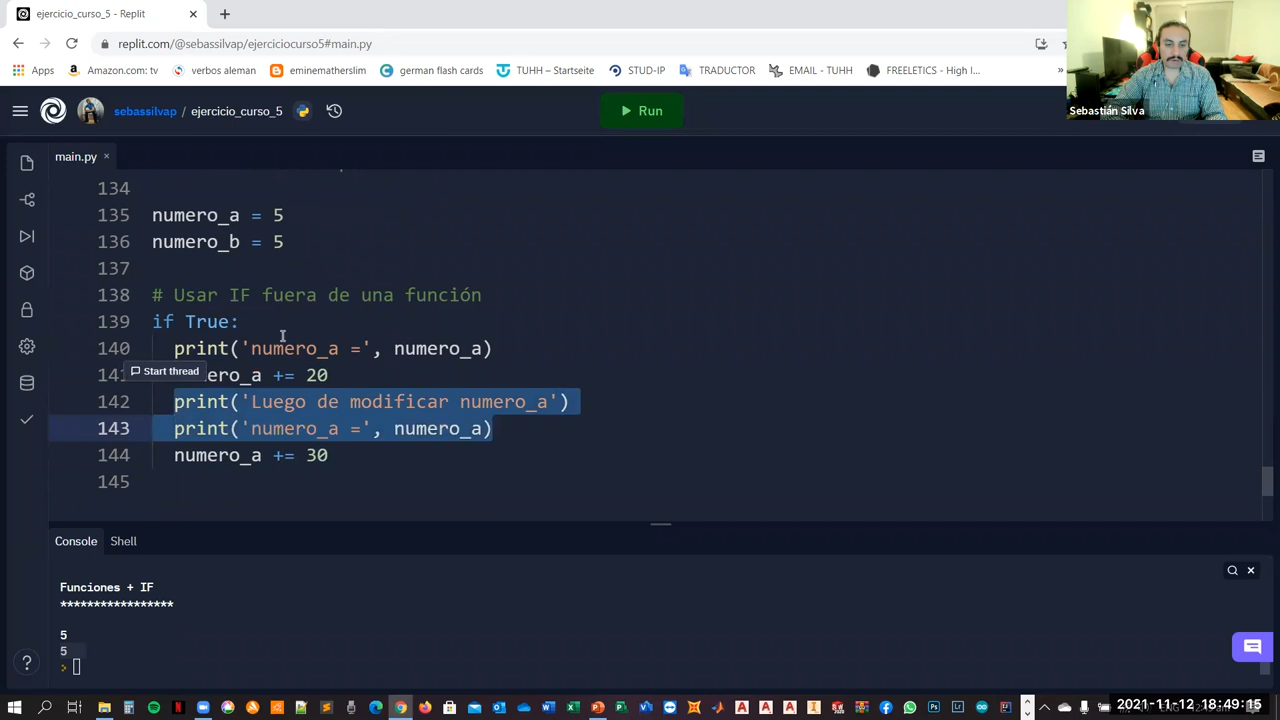 ejercicio_curso_5 - Replit
replit.com/@sebassilvap/ejerciciocurso5#main.py
Apps
Amazon.com: tv
verbos aleman
eminematherslim
german flash cards
TUHH – Startseite
STUD-IP
TRADUCTOR
EMAIL - TUHH
FREELETICS - High I...
»
Sebastián Silva
sebassilvap / ejercicio_curso_5
Run
main.py
134
135 numero_a = 5
136 numero_b = 5
137
138 # Usar IF fuera de una función
139 if True:
140 print('numero_a =', numero_a)
Start thread
141 numero_a += 20
142 print('Luego de modificar numero_a')
143 print('numero_a =', numero_a)
144 numero_a += 30
145
Console
Shell
Funciones + IF
*****************
5
5
>
2021-11-12 18:49:15